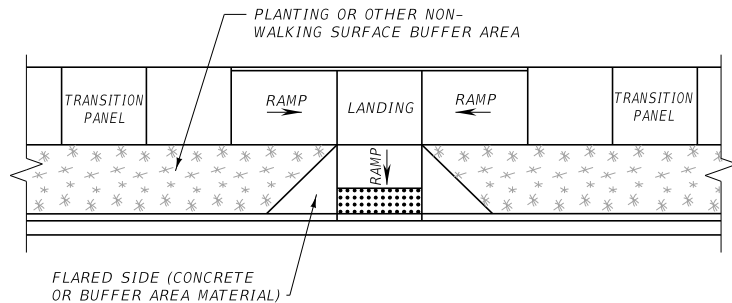 PLANTING OR OTHER NON-
WALKING SURFACE BUFFER AREA
TRANSITION
PANEL
RAMP
LANDING
RAMP
TRANSITION
PANEL
RAMP
FLARED SIDE (CONCRETE
OR BUFFER AREA MATERIAL)